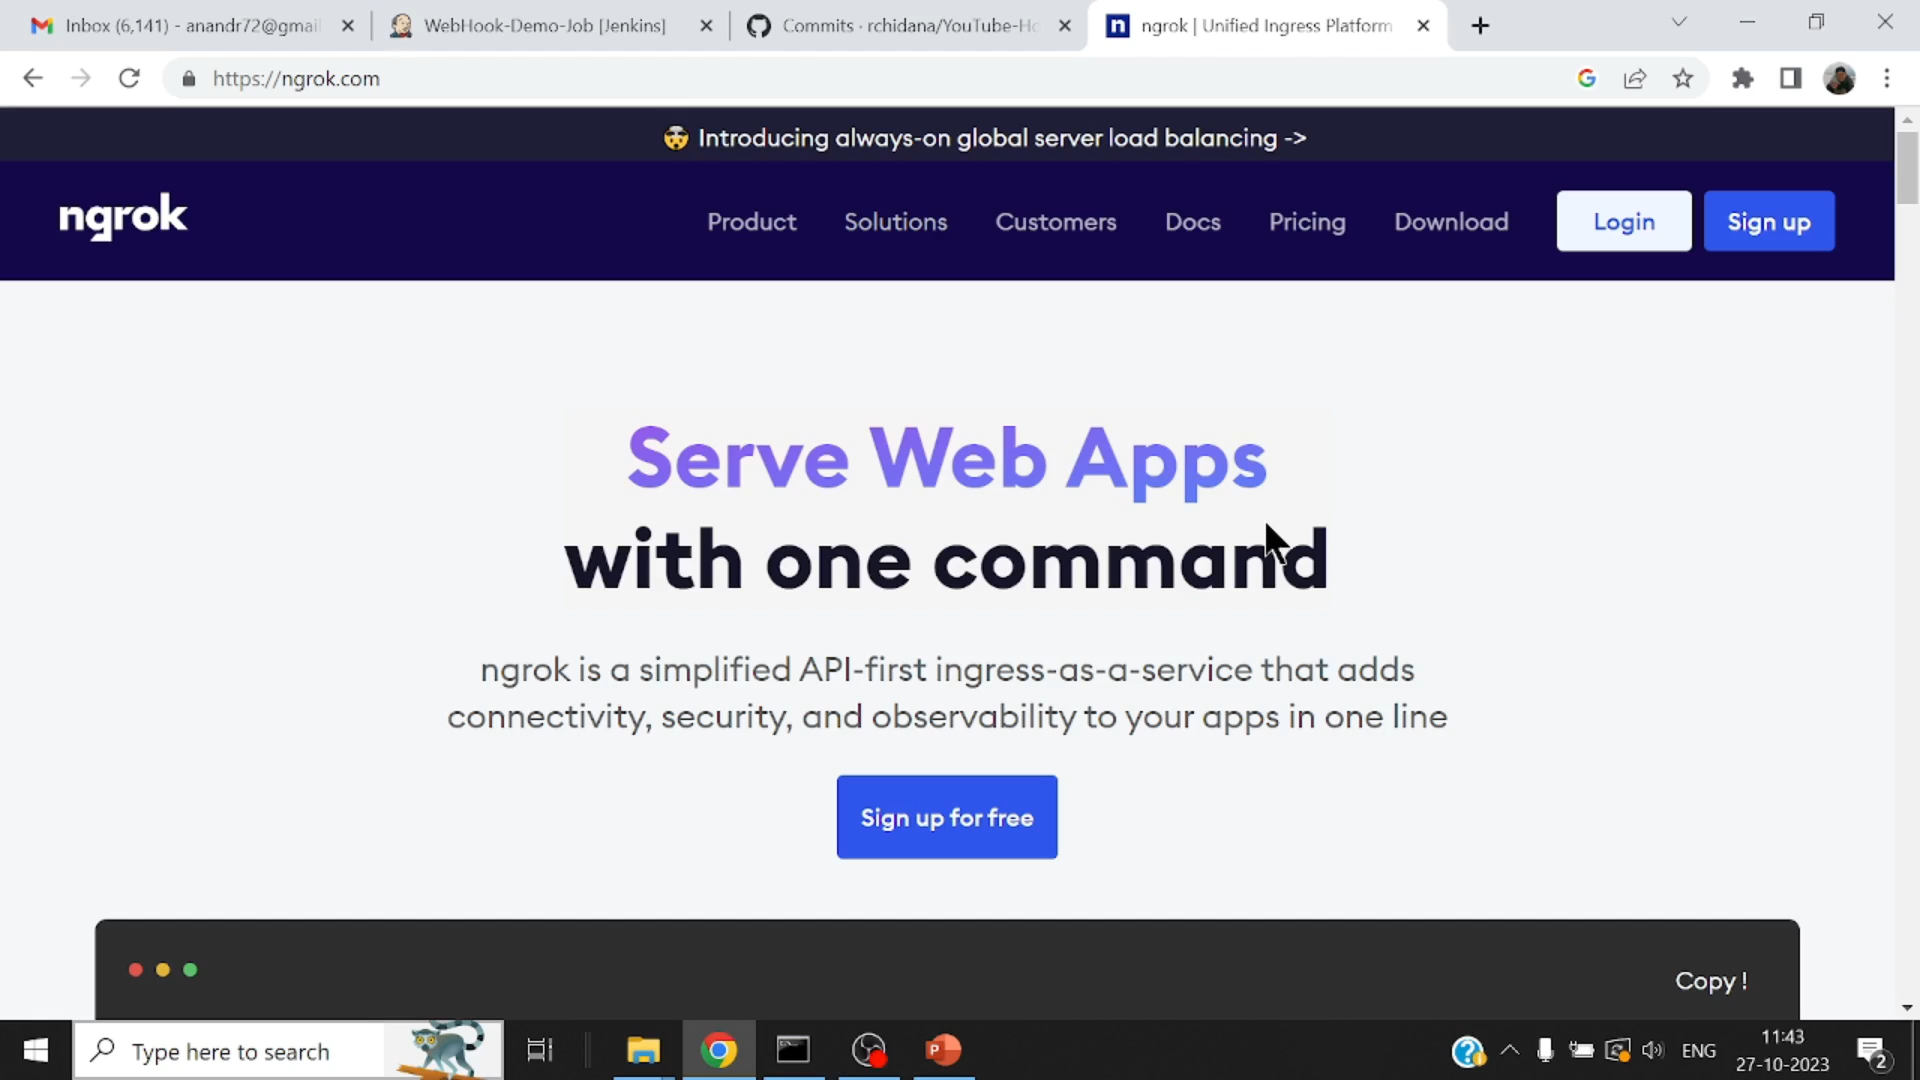 Inbox (6,141) - anandr72@gmail
WebHook-Demo-Job [Jenkins]
Commits · rchidana/YouTube-Ho
ngrok | Unified Ingress Platform
https://ngrok.com
🤯 Introducing always-on global server load balancing ->
ngrok
Product
Solutions
Customers
Docs
Pricing
Download
Login
Sign up
Serve Web Apps
with one command
ngrok is a simplified API-first ingress-as-a-service that adds
connectivity, security, and observability to your apps in one line
Sign up for free
Copy !
Type here to search
ENG
11:43
27-10-2023
2